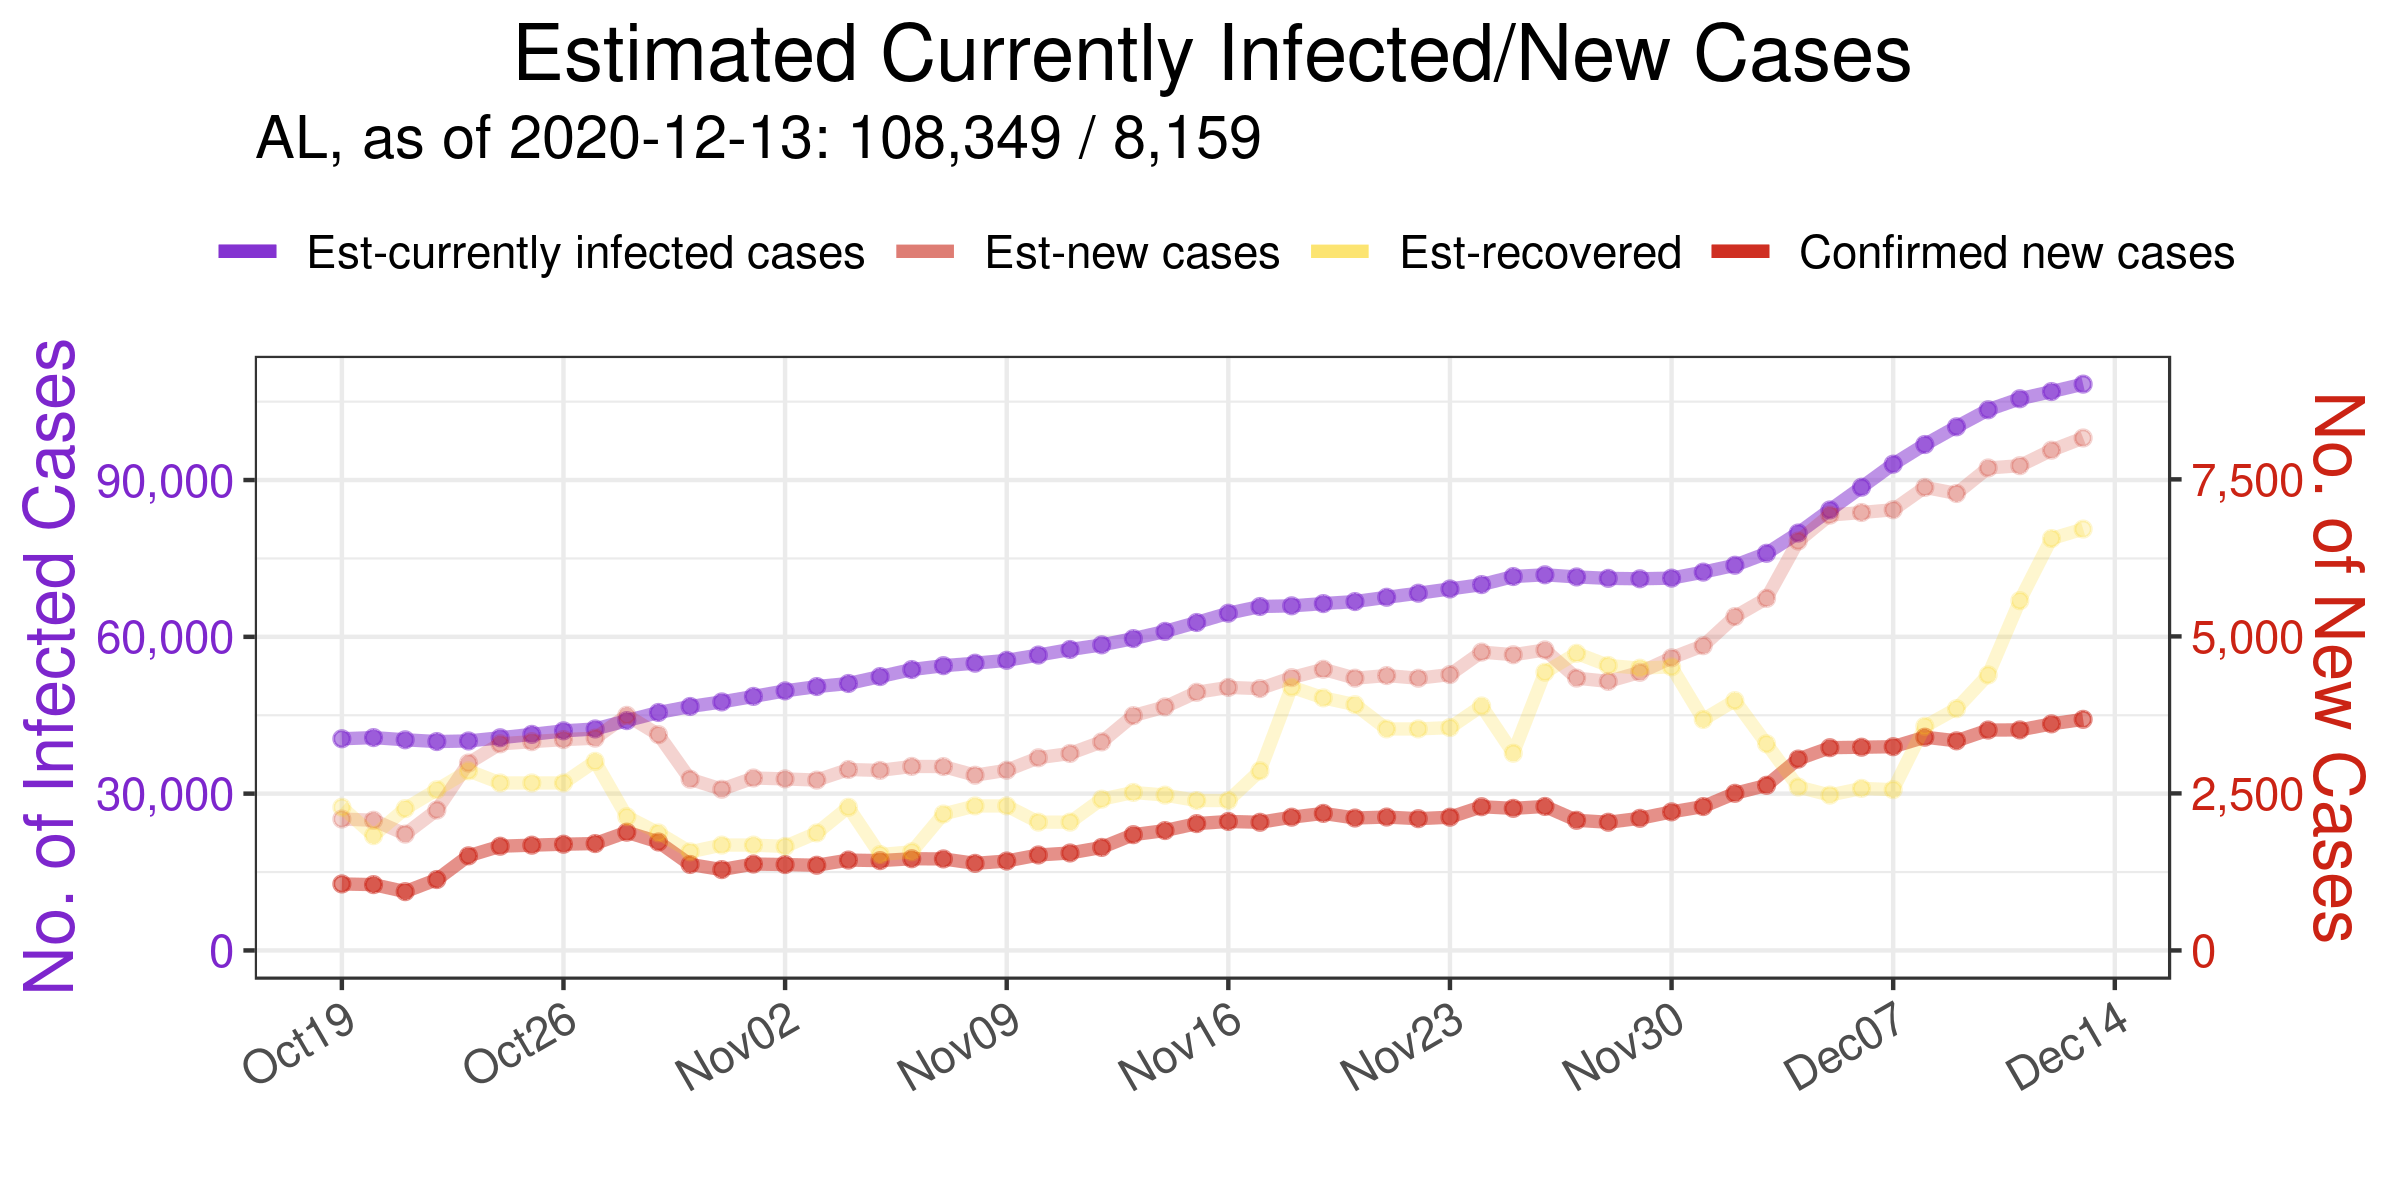 Estimated Currently Infected/New Cases
AL, as of 2020-12-13: 108,349 / 8,159
Est-currently infected cases Est-new cases Est-recovered Confirmed new cases
No. of Infected Cases
90,000
60,000
30,000
0
7,500
5,000
2,500
0
No. of New Cases
Oct19 Oct26 Nov02 Nov09 Nov16 Nov23 Nov30 Dec07 Dec14